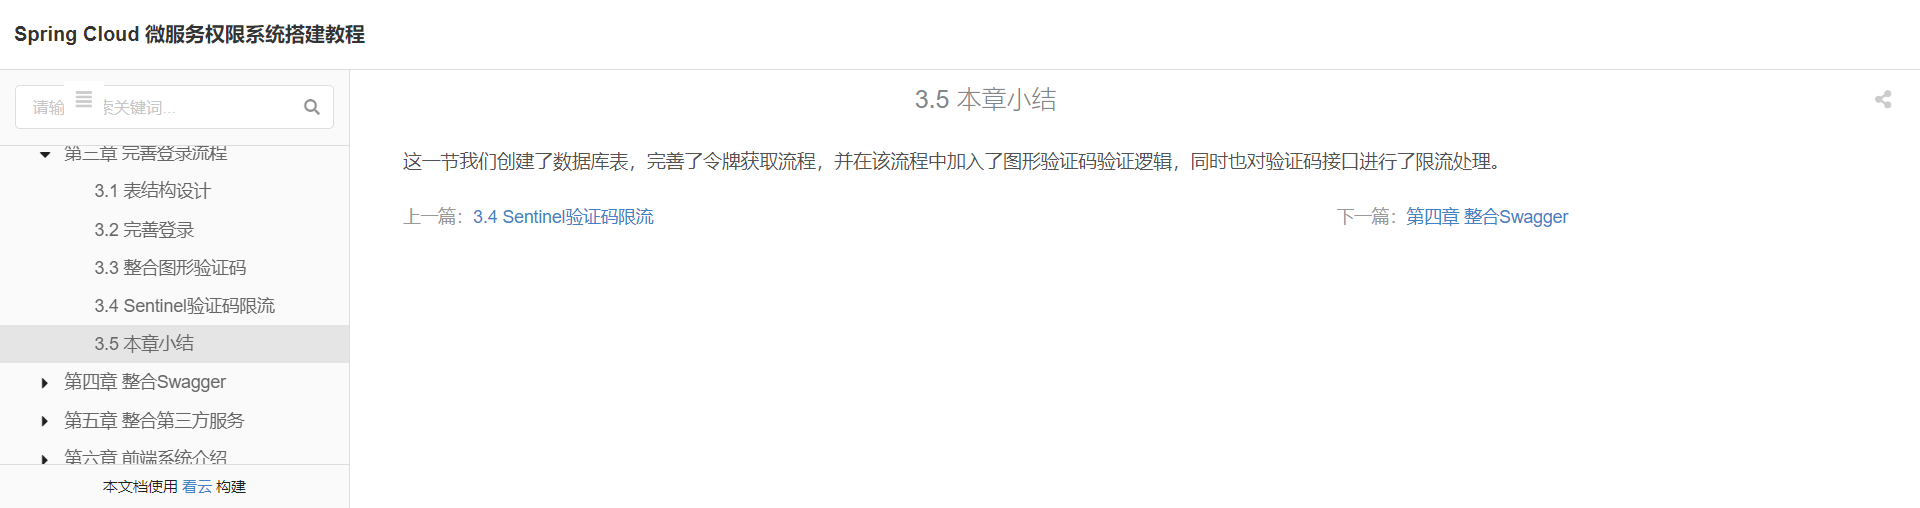 Spring Cloud 微服务权限系统搭建教程
请输 索关键词...
第三章 完善登录流程
3.1 表结构设计
3.2 完善登录
3.3 整合图形验证码
3.4 Sentinel验证码限流
3.5 本章小结
第四章 整合Swagger
第五章 整合第三方服务
第六章 前端系统介绍
本文档使用 看云 构建
3.5 本章小结
这一节我们创建了数据库表，完善了令牌获取流程，并在该流程中加入了图形验证码验证逻辑，同时也对验证码接口进行了限流处理。
上一篇：3.4 Sentinel验证码限流
下一篇：第四章 整合Swagger